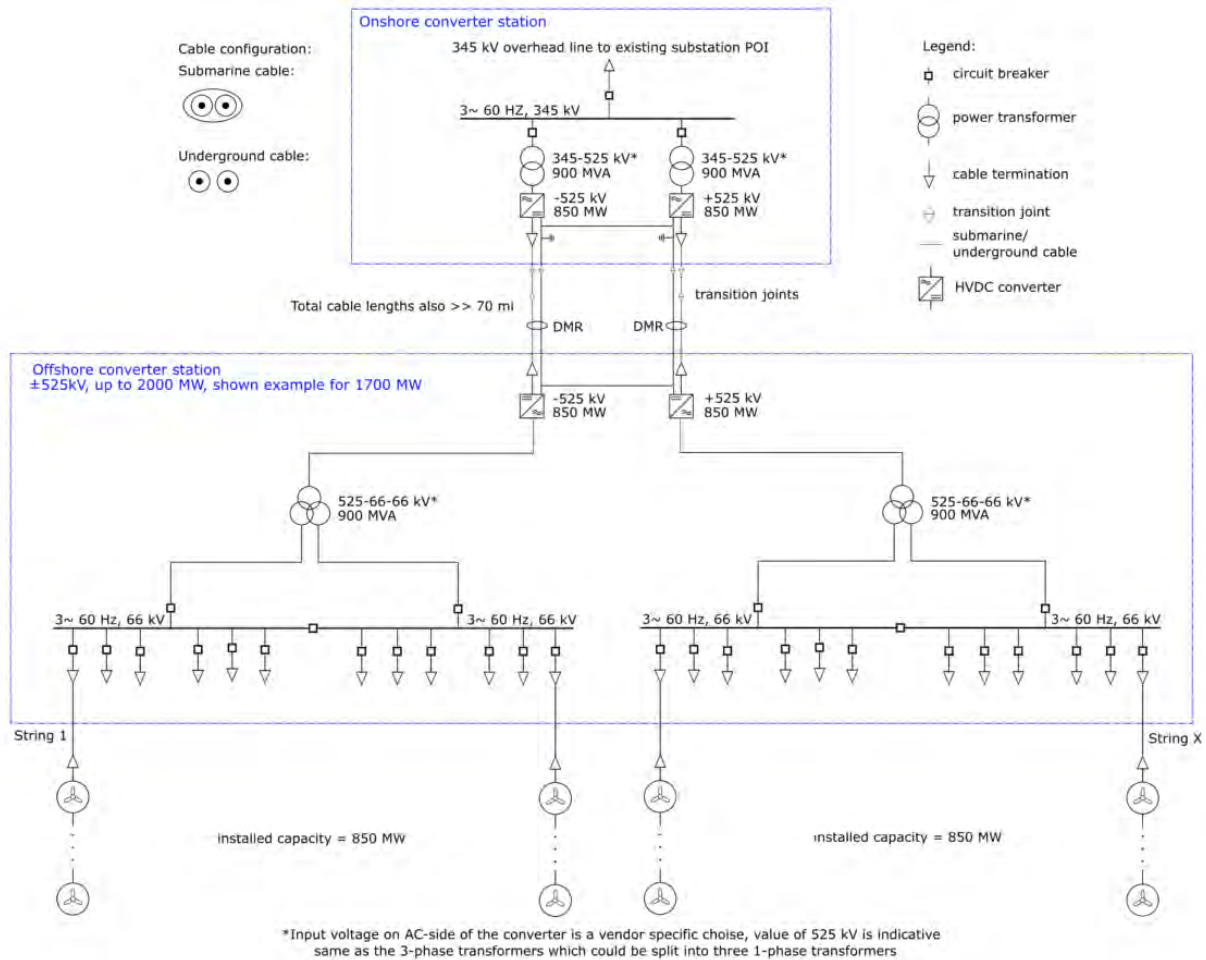 Onshore converter station
345 kV overhead line to existing substation POI
Cable configuration:
Submarine cable:
Underground cable:
3~ 60 HZ, 345 kV
345-525 kV*
900 MVA
345-525 kV*
900 MVA
-525 kV
850 MW
+525 kV
850 MW
Legend:
circuit breaker
power transformer
cable termination
transition joint
submarine/
underground cable
HVDC converter
Total cable lengths also >> 70 mi
transition joints
DMR
DMR
Offshore converter station
±525kV, up to 2000 MW, shown example for 1700 MW
-525 kV
850 MW
+525 kV
850 MW
525-66-66 kV*
900 MVA
525-66-66 kV*
900 MVA
3~ 60 Hz, 66 kV
3~ 60 Hz, 66 kV
3~ 60 Hz, 66 kV
3~ 60 Hz, 66 kV
String 1
String X
installed capacity = 850 MW
installed capacity = 850 MW
*Input voltage on AC-side of the converter is a vendor specific choise, value of 525 kV is indicative
same as the 3-phase transformers which could be split into three 1-phase transformers